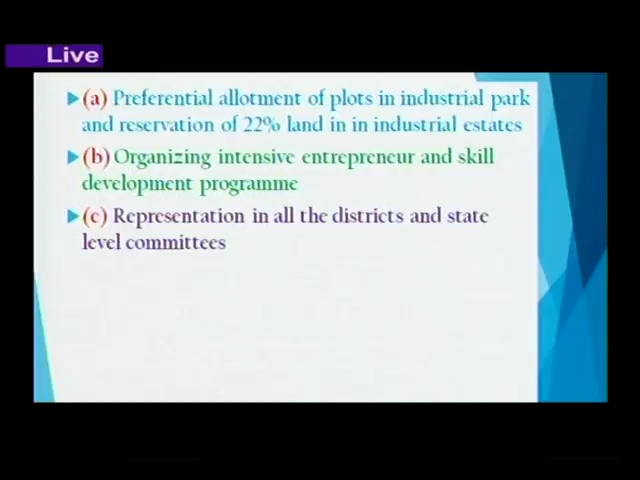 Live
(a) Preferential allotment of plots in industrial park
and reservation of 22% land in in industrial estates
(b) Organizing intensive entrepreneur and skill
development programme
(c) Representation in all the districts and state
level committees